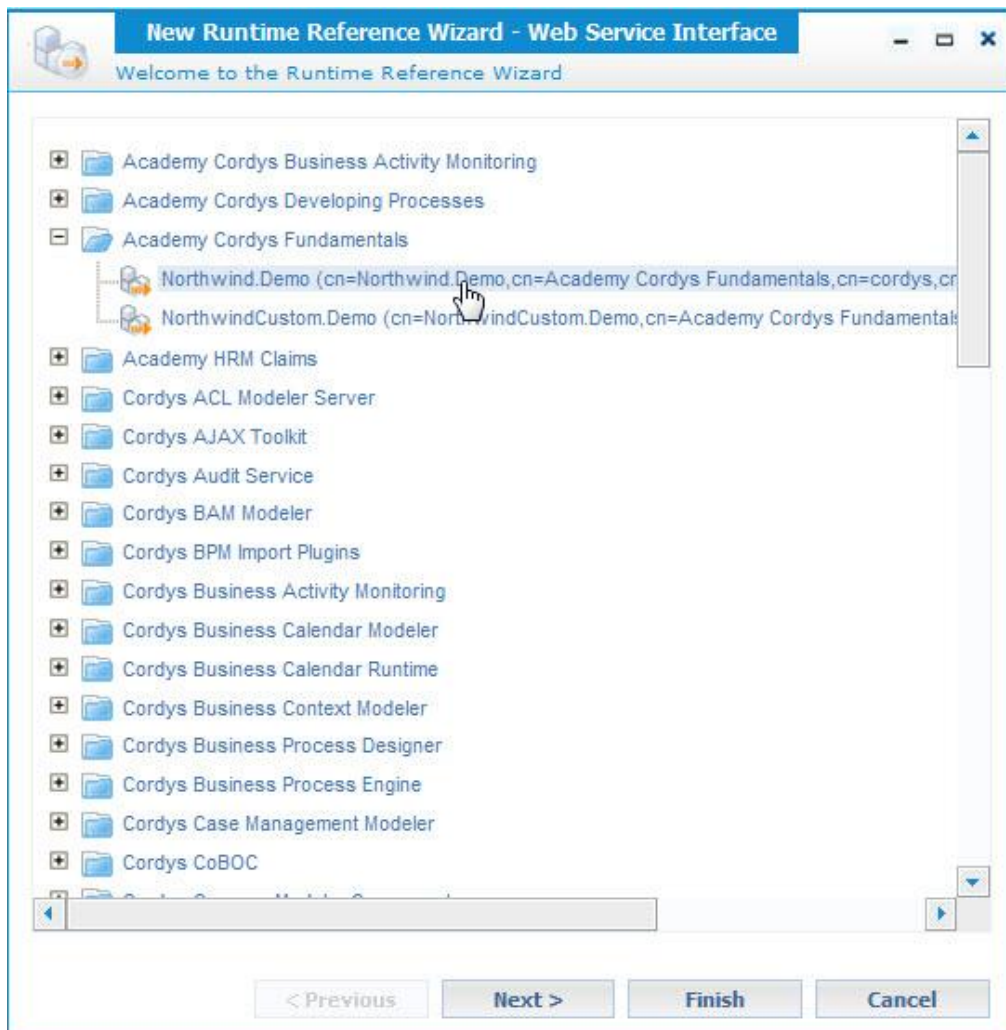 New Runtime Reference Wizard - Web Service Interface
Welcome to the Runtime Reference Wizard
Academy Cordys Business Activity Monitoring
Academy Cordys Developing Processes
Academy Cordys Fundamentals
Northwind.Demo (cn=Northwind.Demo,cn=Academy Cordys Fundamentals,cn=cordys,cn
NorthwindCustom.Demo (cn=NorthwindCustom.Demo,cn=Academy Cordys Fundamentals
Academy HRM Claims
Cordys ACL Modeler Server
Cordys AJAX Toolkit
Cordys Audit Service
Cordys BAM Modeler
Cordys BPM Import Plugins
Cordys Business Activity Monitoring
Cordys Business Calendar Modeler
Cordys Business Calendar Runtime
Cordys Business Context Modeler
Cordys Business Process Designer
Cordys Business Process Engine
Cordys Case Management Modeler
Cordys CoBOC
< Previous Next > Finish Cancel